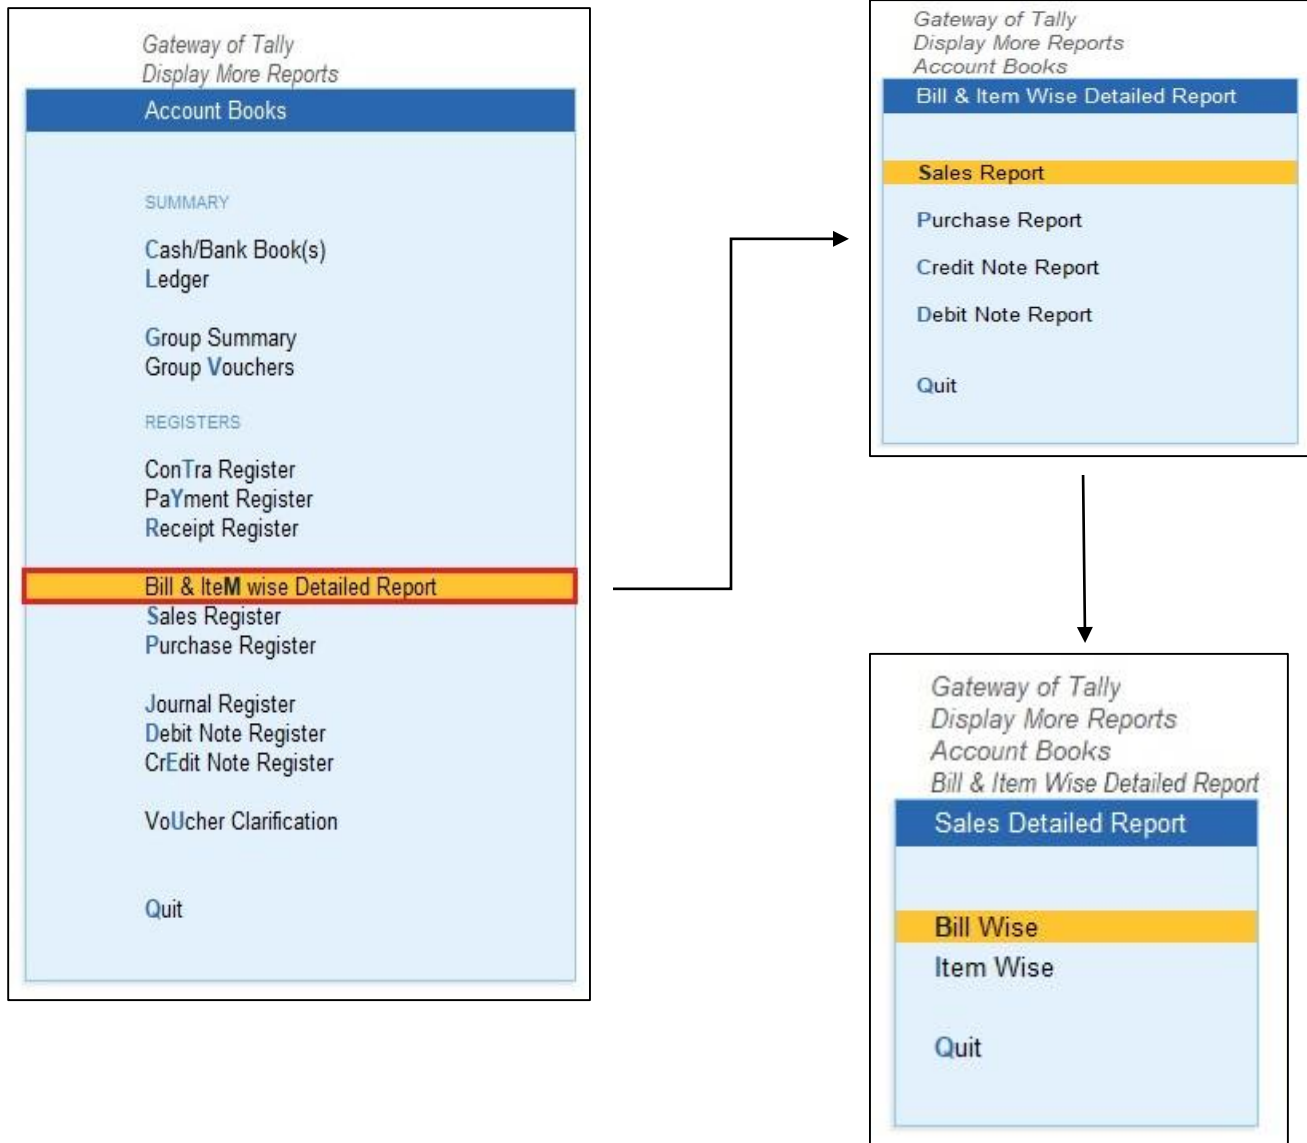 Gateway of Tally
Display More Reports
Account Books
SUMMARY
Cash/Bank Book(s)
Ledger
Group Summary
Group Vouchers
REGISTERS
ConTra Register
PaYment Register
Receipt Register
Bill & IteM wise Detailed Report
Sales Register
Purchase Register
Journal Register
Debit Note Register
CrEdit Note Register
VoUcher Clarification
Quit
Gateway of Tally
Display More Reports
Account Books
Bill & Item Wise Detailed Report
Sales Report
Purchase Report
Credit Note Report
Debit Note Report
Quit
Gateway of Tally
Display More Reports
Account Books
Bill & Item Wise Detailed Report
Sales Detailed Report
Bill Wise
Item Wise
Quit